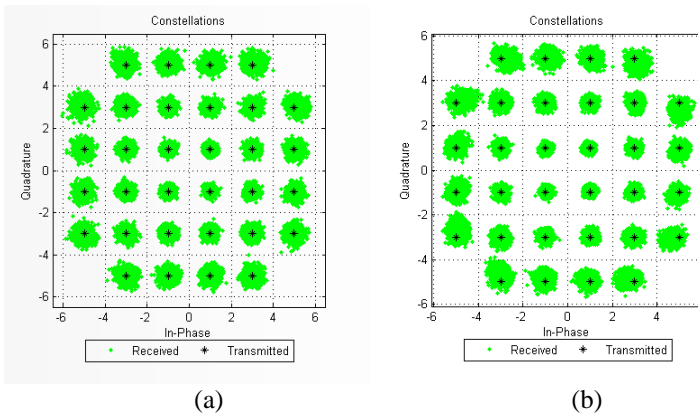 Constellations
6
4
2
0
-2
-4
-6
Quadrature
-6 -4 -2 0 2 4 6
In-Phase
Received Transmitted
(a)
Constellations
6
4
2
0
-2
-4
-6
Quadrature
-6 -4 -2 0 2 4
In-Phase
Received Transmitted
(b)